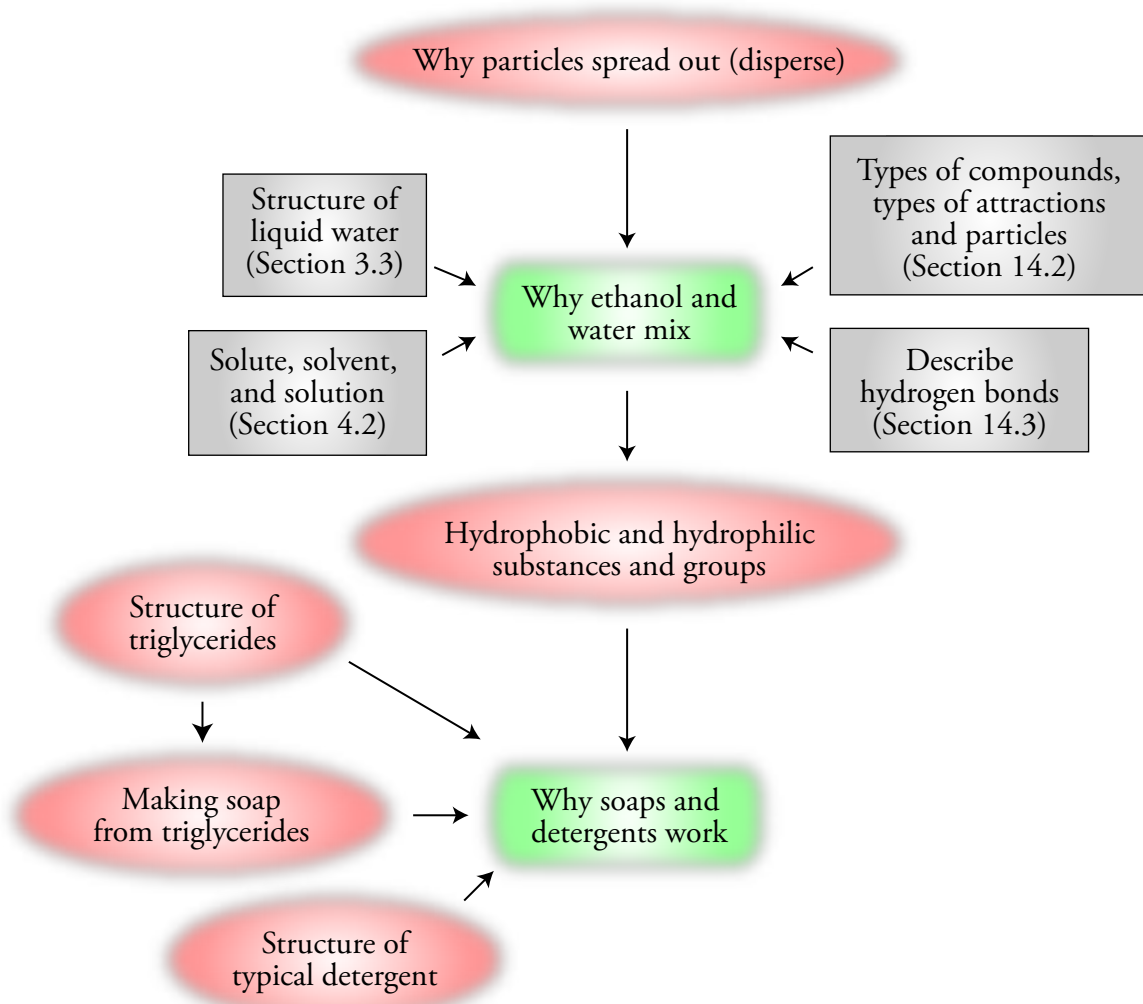 Why particles spread out (disperse)
Structure of
liquid water
(Section 3.3)
Types of compounds,
types of attractions
and particles
(Section 14.2)
Why ethanol and
water mix
Solute, solvent,
and solution
(Section 4.2)
Describe
hydrogen bonds
(Section 14.3)
Hydrophobic and hydrophilic
substances and groups
Structure of
triglycerides
Making soap
from triglycerides
Why soaps and
detergents work
Structure of
typical detergent